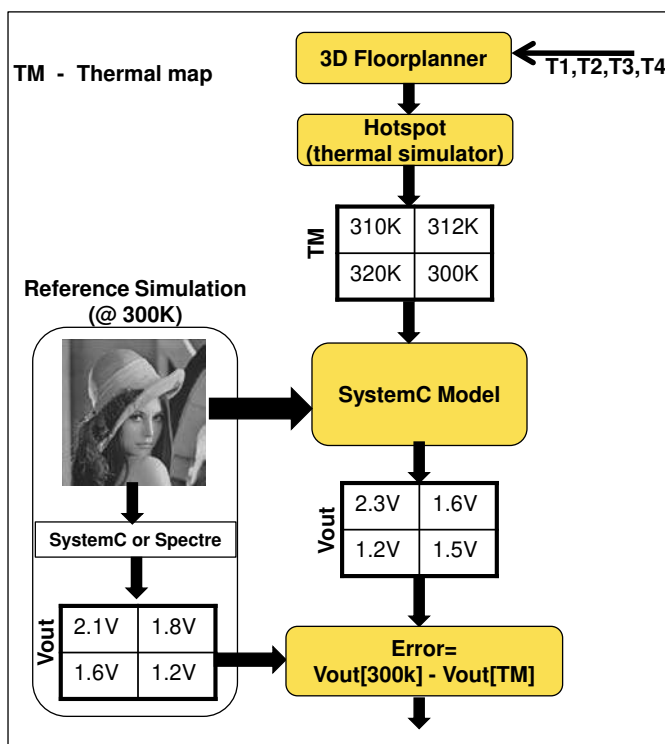 3D Floorplanner
T1,T2,T3,T4
TM - Thermal map
Hotspot
(thermal simulator)
TM
310K 312K
320K 300K
Reference Simulation
(@ 300K)
SystemC Model
SystemC or Spectre
Vout
2.3V 1.6V
1.2V 1.5V
Vout
2.1V 1.8V
1.6V 1.2V
Error=
Vout[300k] - Vout[TM]